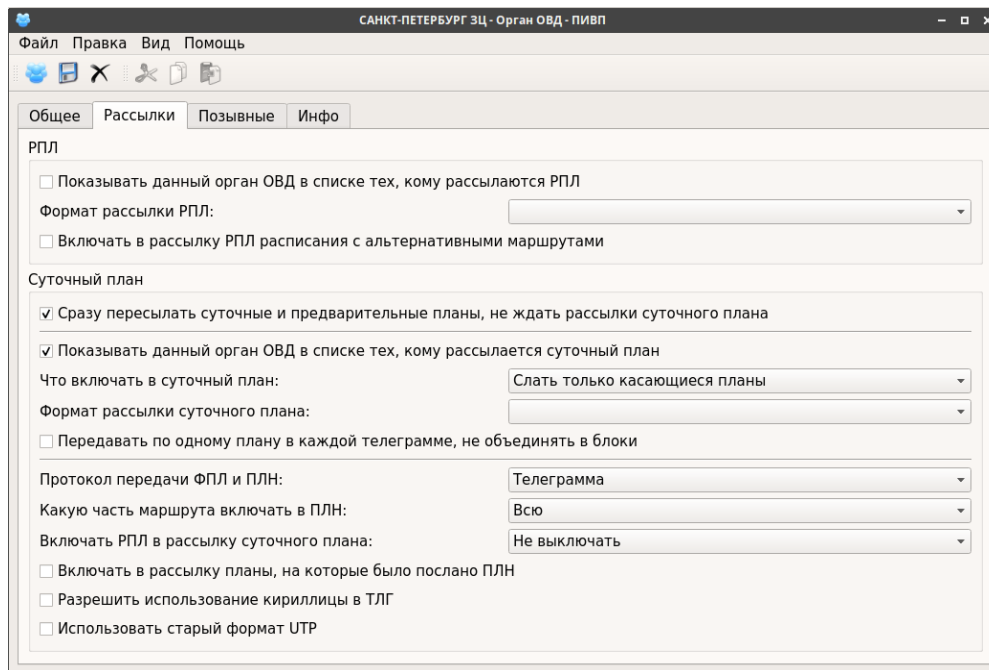 САНКТ-ПЕТЕРБУРГ ЗЦ - Орган ОВД - ПИВП
Файл Правка Вид Помощь
Общее Рассылки Позывные Инфо
РПЛ
Показывать данный орган ОВД в списке тех, кому рассылаются РПЛ
Формат рассылки РПЛ:
Включать в рассылку РПЛ расписания с альтернативными маршрутами
Суточный план
Сразу пересылать суточные и предварительные планы, не ждать рассылки суточного плана
Показывать данный орган ОВД в списке тех, кому рассылается суточный план
Что включать в суточный план: Слать только касающиеся планы
Формат рассылки суточного плана:
Передавать по одному плану в каждой телеграмме, не объединять в блоки
Протокол передачи ФПЛ и ПЛН: Телеграмма
Какую часть маршрута включать в ПЛН: Всю
Включать РПЛ в рассылку суточного плана: Не выключать
Включать в рассылку планы, на которые было послано ПЛН
Разрешить использование кириллицы в ТЛГ
Использовать старый формат UTP